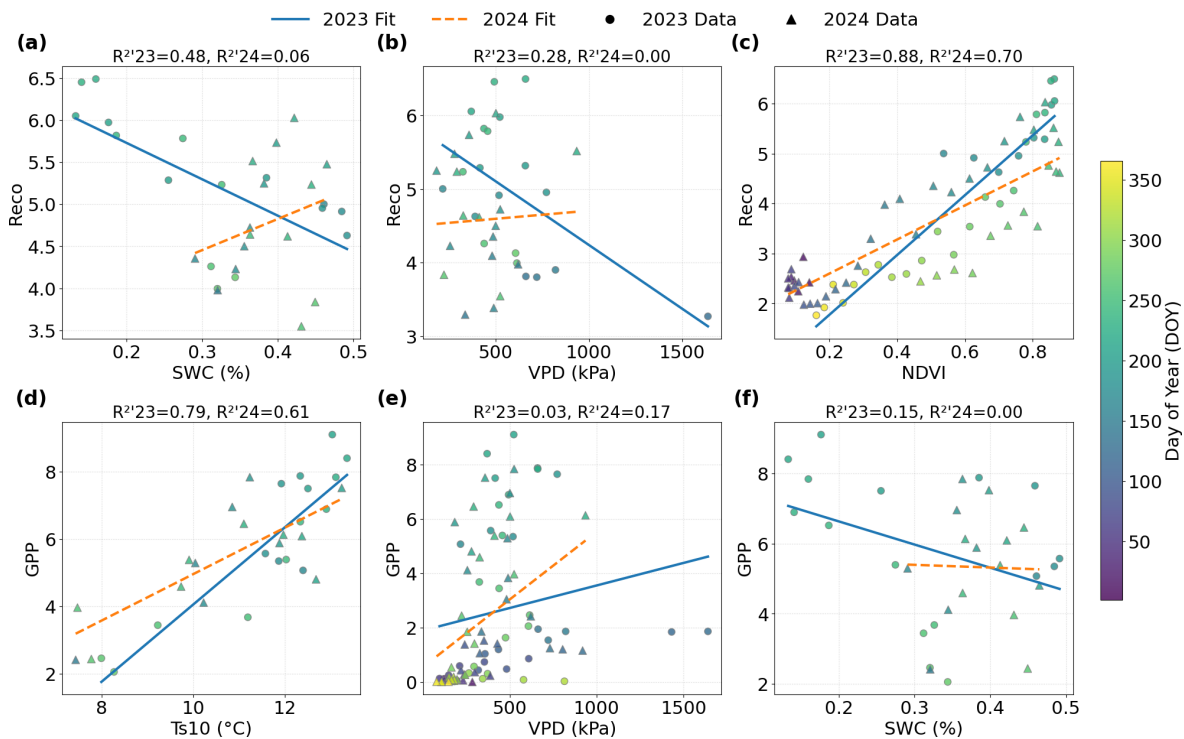 2023 Fit 2024 Fit 2023 Data 2024 Data
(a) (b) (c)
R²'23=0.48, R²'24=0.06 R²'23=0.28, R²'24=0.00 R²'23=0.88, R²'24=0.70
Reco
6.5
6.0
5.5
5.0
4.5
4.0
3.5
0.2 0.3 0.4 0.5
SWC (%)
Reco
6
5
4
3
500 1000 1500
VPD (kPa)
Reco
6
5
4
3
2
0.2 0.4 0.6 0.8
NDVI
(d) (e) (f)
R²'23=0.79, R²'24=0.61 R²'23=0.03, R²'24=0.17 R²'23=0.15, R²'24=0.00
GPP
8
6
4
2
8 10 12
Ts10 (°C)
GPP
8
6
4
2
0
500 1000 1500
VPD (kPa)
GPP
8
6
4
2
0.2 0.3 0.4 0.5
SWC (%)
350
300
250
200
150
100
50
Day of Year (DOY)